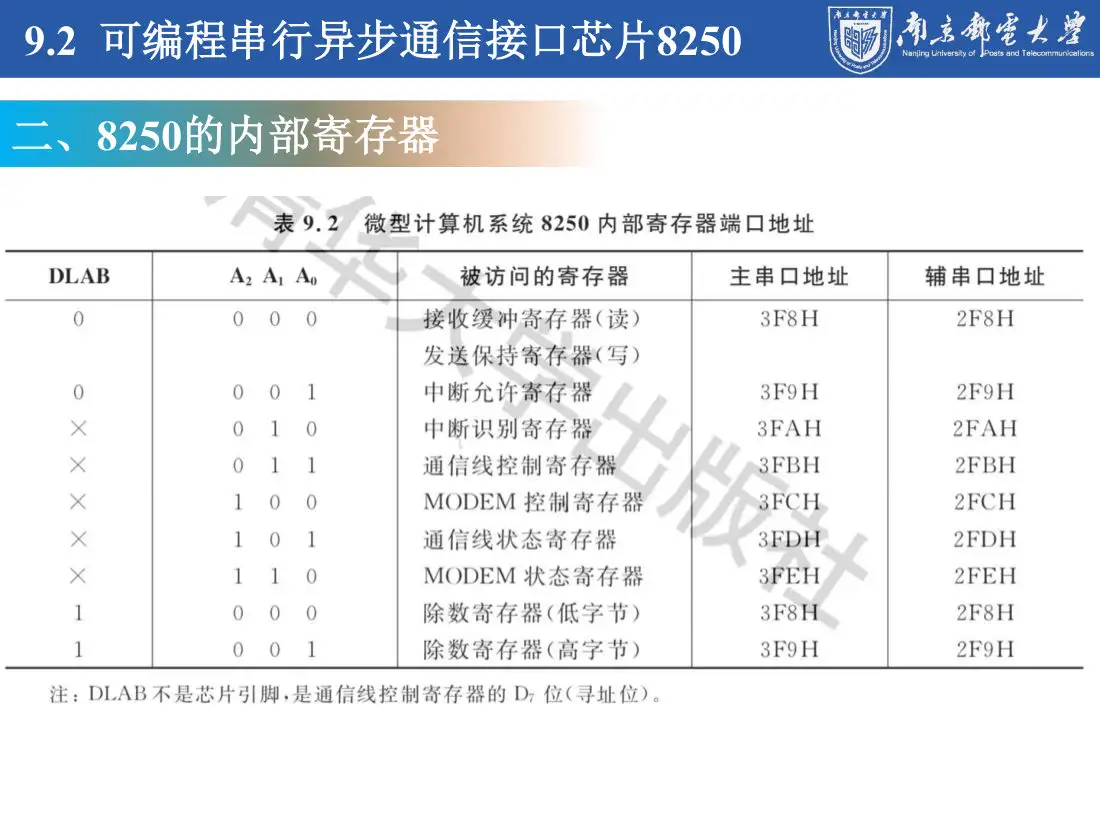 9.2 可编程串行异步通信接口芯片8250
南京邮电大学
Nanjing University of Posts and Telecommunications
二、8250的内部寄存器
清华大学出版社
表 9.2 微型计算机系统 8250 内部寄存器端口地址
DLAB A₂ A₁ A₀ 被访问的寄存器 主串口地址 辅串口地址
0 0 0 0 接收缓冲寄存器(读) 3F8H 2F8H
发送保持寄存器(写)
0 0 0 1 中断允许寄存器 3F9H 2F9H
× 0 1 0 中断识别寄存器 3FAH 2FAH
× 0 1 1 通信线控制寄存器 3FBH 2FBH
× 1 0 0 MODEM 控制寄存器 3FCH 2FCH
× 1 0 1 通信线状态寄存器 3FDH 2FDH
× 1 1 0 MODEM 状态寄存器 3FEH 2FEH
1 0 0 0 除数寄存器(低字节) 3F8H 2F8H
1 0 0 1 除数寄存器(高字节) 3F9H 2F9H
注：DLAB 不是芯片引脚，是通信线控制寄存器的 D₇ 位(寻址位)。